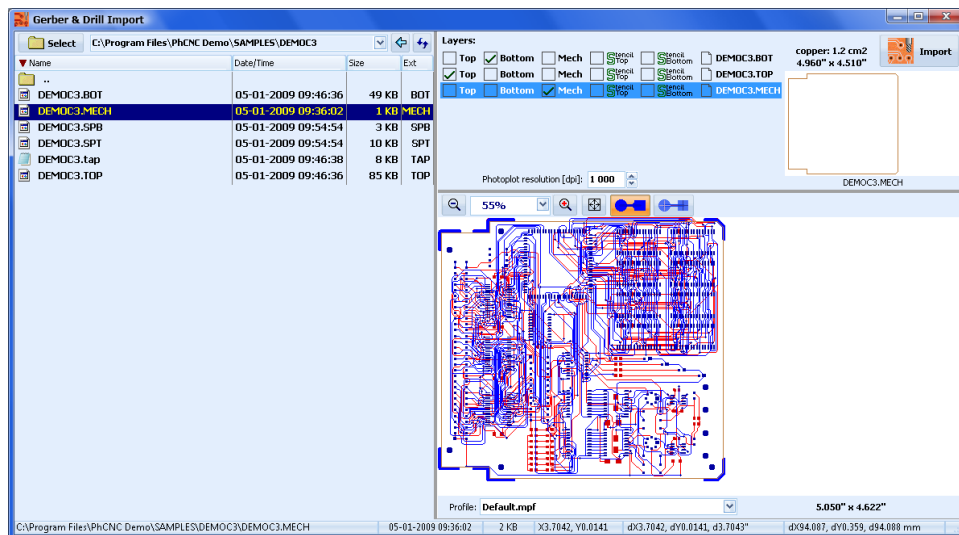 Gerber & Drill Import
Select C:\Program Files\PhCNC Demo\SAMPLES\DEMOC3
Name Date/Time Size Ext
..
DEMOC3.BOT 05-01-2009 09:46:36 49 KB BOT
DEMOC3.MECH 05-01-2009 09:46:02 1 KB MECH
DEMOC3.SPB 05-01-2009 09:54:54 3 KB SPB
DEMOC3.SPT 05-01-2009 09:54:54 10 KB SPT
DEMOC3.tap 05-01-2009 09:46:38 8 KB TAP
DEMOC3.TOP 05-01-2009 09:46:36 85 KB TOP
Layers:
Top Bottom Mech Stencil Top Stencil Bottom DEMOC3.BOT
Top Bottom Mech Stencil Top Stencil Bottom DEMOC3.TOP
Top Bottom Mech Stencil Top Stencil Bottom DEMOC3.MECH
copper: 1.2 cm2
4.960" x 4.510"
Import
Photoplot resolution [dpi]: 1 000
DEMOC3.MECH
55%
Profile: Default.mpf
5.050" x 4.622"
C:\Program Files\PhCNC Demo\SAMPLES\DEMOC3\DEMOC3.MECH 05-01-2009 09:36:02 2 KB X3.7042, Y0.0141 dX3.7042, dY0.0141, d3.7043" dX94.087, dY0.359, d94.088 mm